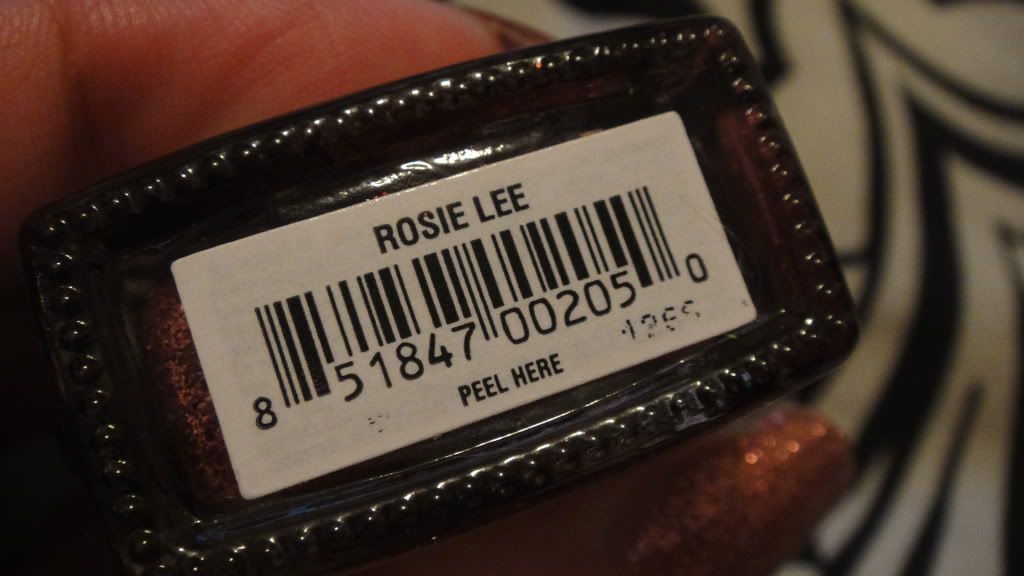 ROSIE LEE
8 51847 00205 0
PEEL HERE